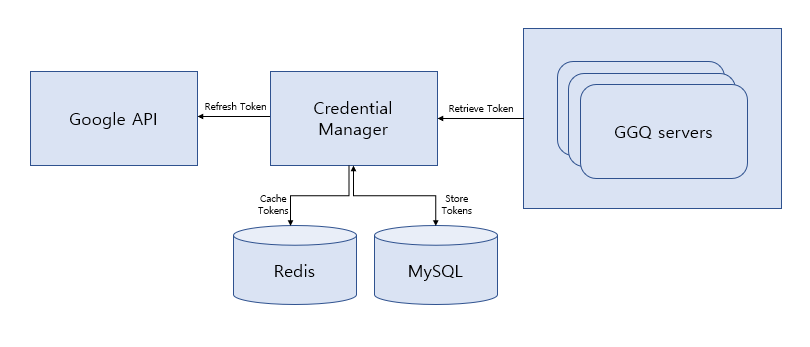 Google API
Refresh Token
Credential
Manager
Retrieve Token
GGQ servers
Cache
Tokens
Store
Tokens
Redis
MySQL